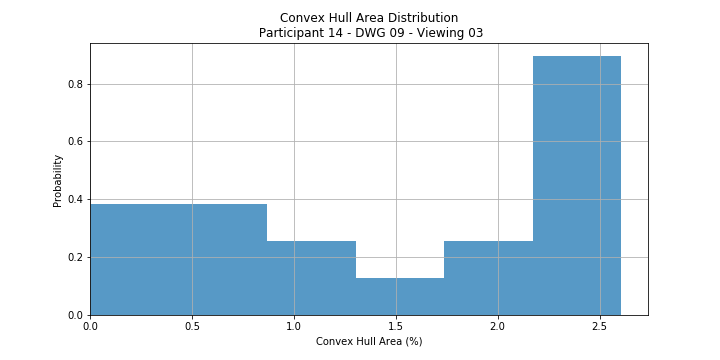 Convex Hull Area Distribution
Participant 14 - DWG 09 - Viewing 03
Probability
0.8
0.6
0.4
0.2
0.0
0.0 0.5 1.0 1.5 2.0 2.5
Convex Hull Area (%)